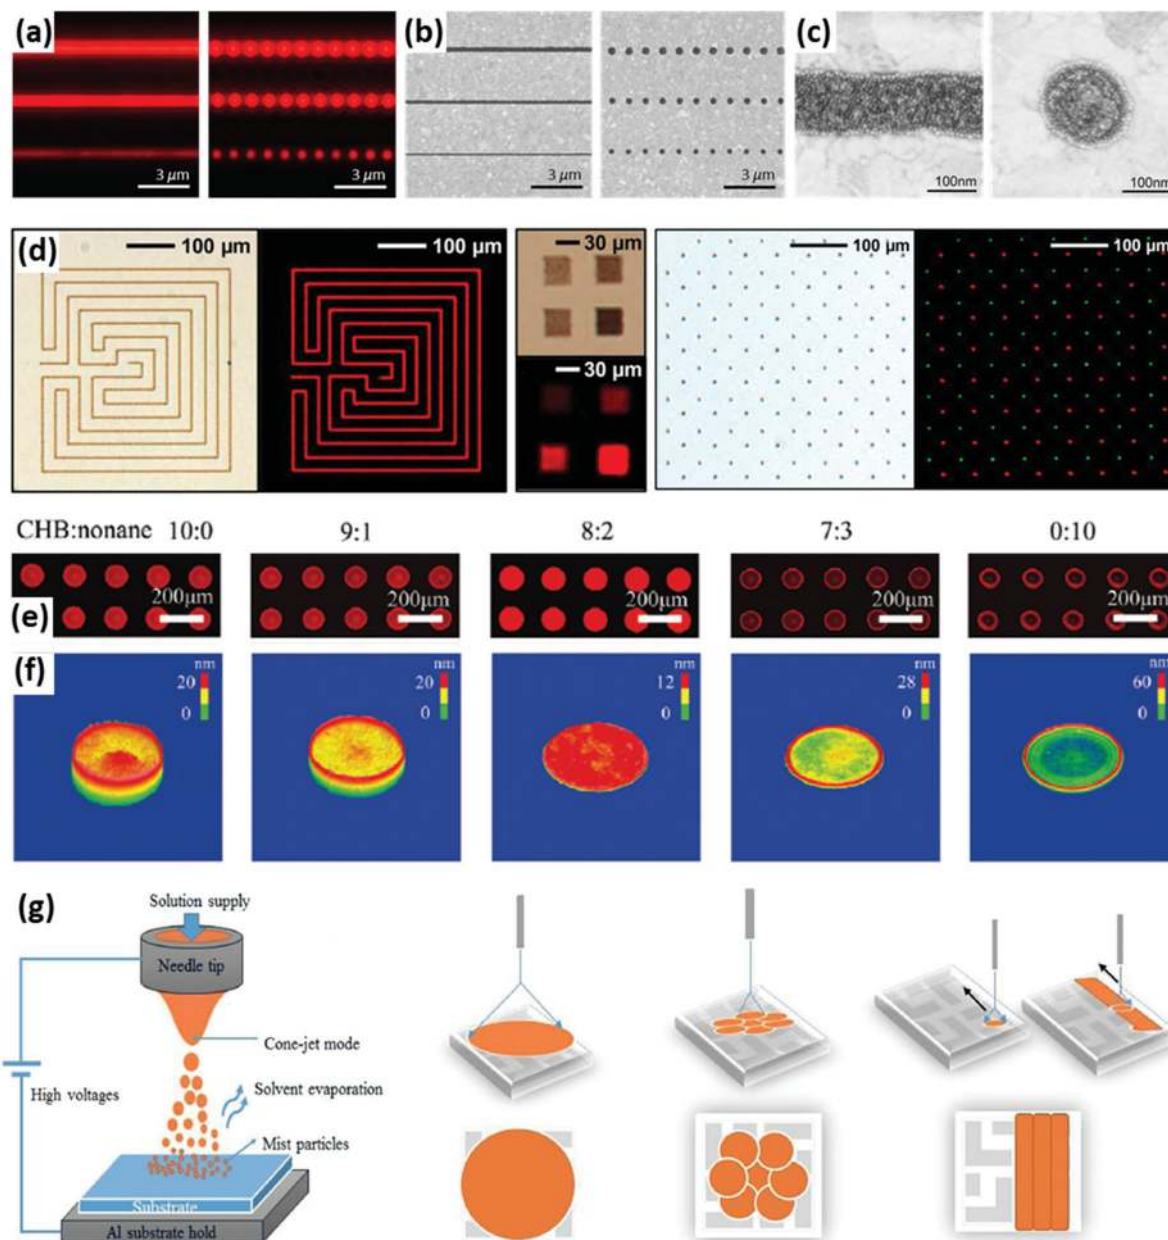 (a)
3 μm
3 μm
(b)
3 μm
3 μm
(c)
100nm
100nm
(d)
100 μm
100 μm
30 μm
30 μm
100 μm
100 μm
CHB:nonane 10:0
9:1
8:2
7:3
0:10
(e)
200μm
200μm
200μm
200μm
200μm
(f)
nm
20
0
nm
20
0
nm
12
0
nm
28
0
nm
60
0
(g)
Solution supply
Needle tip
Cone-jet mode
High voltages
Solvent evaporation
Mist particles
Substrate
Al substrate hold